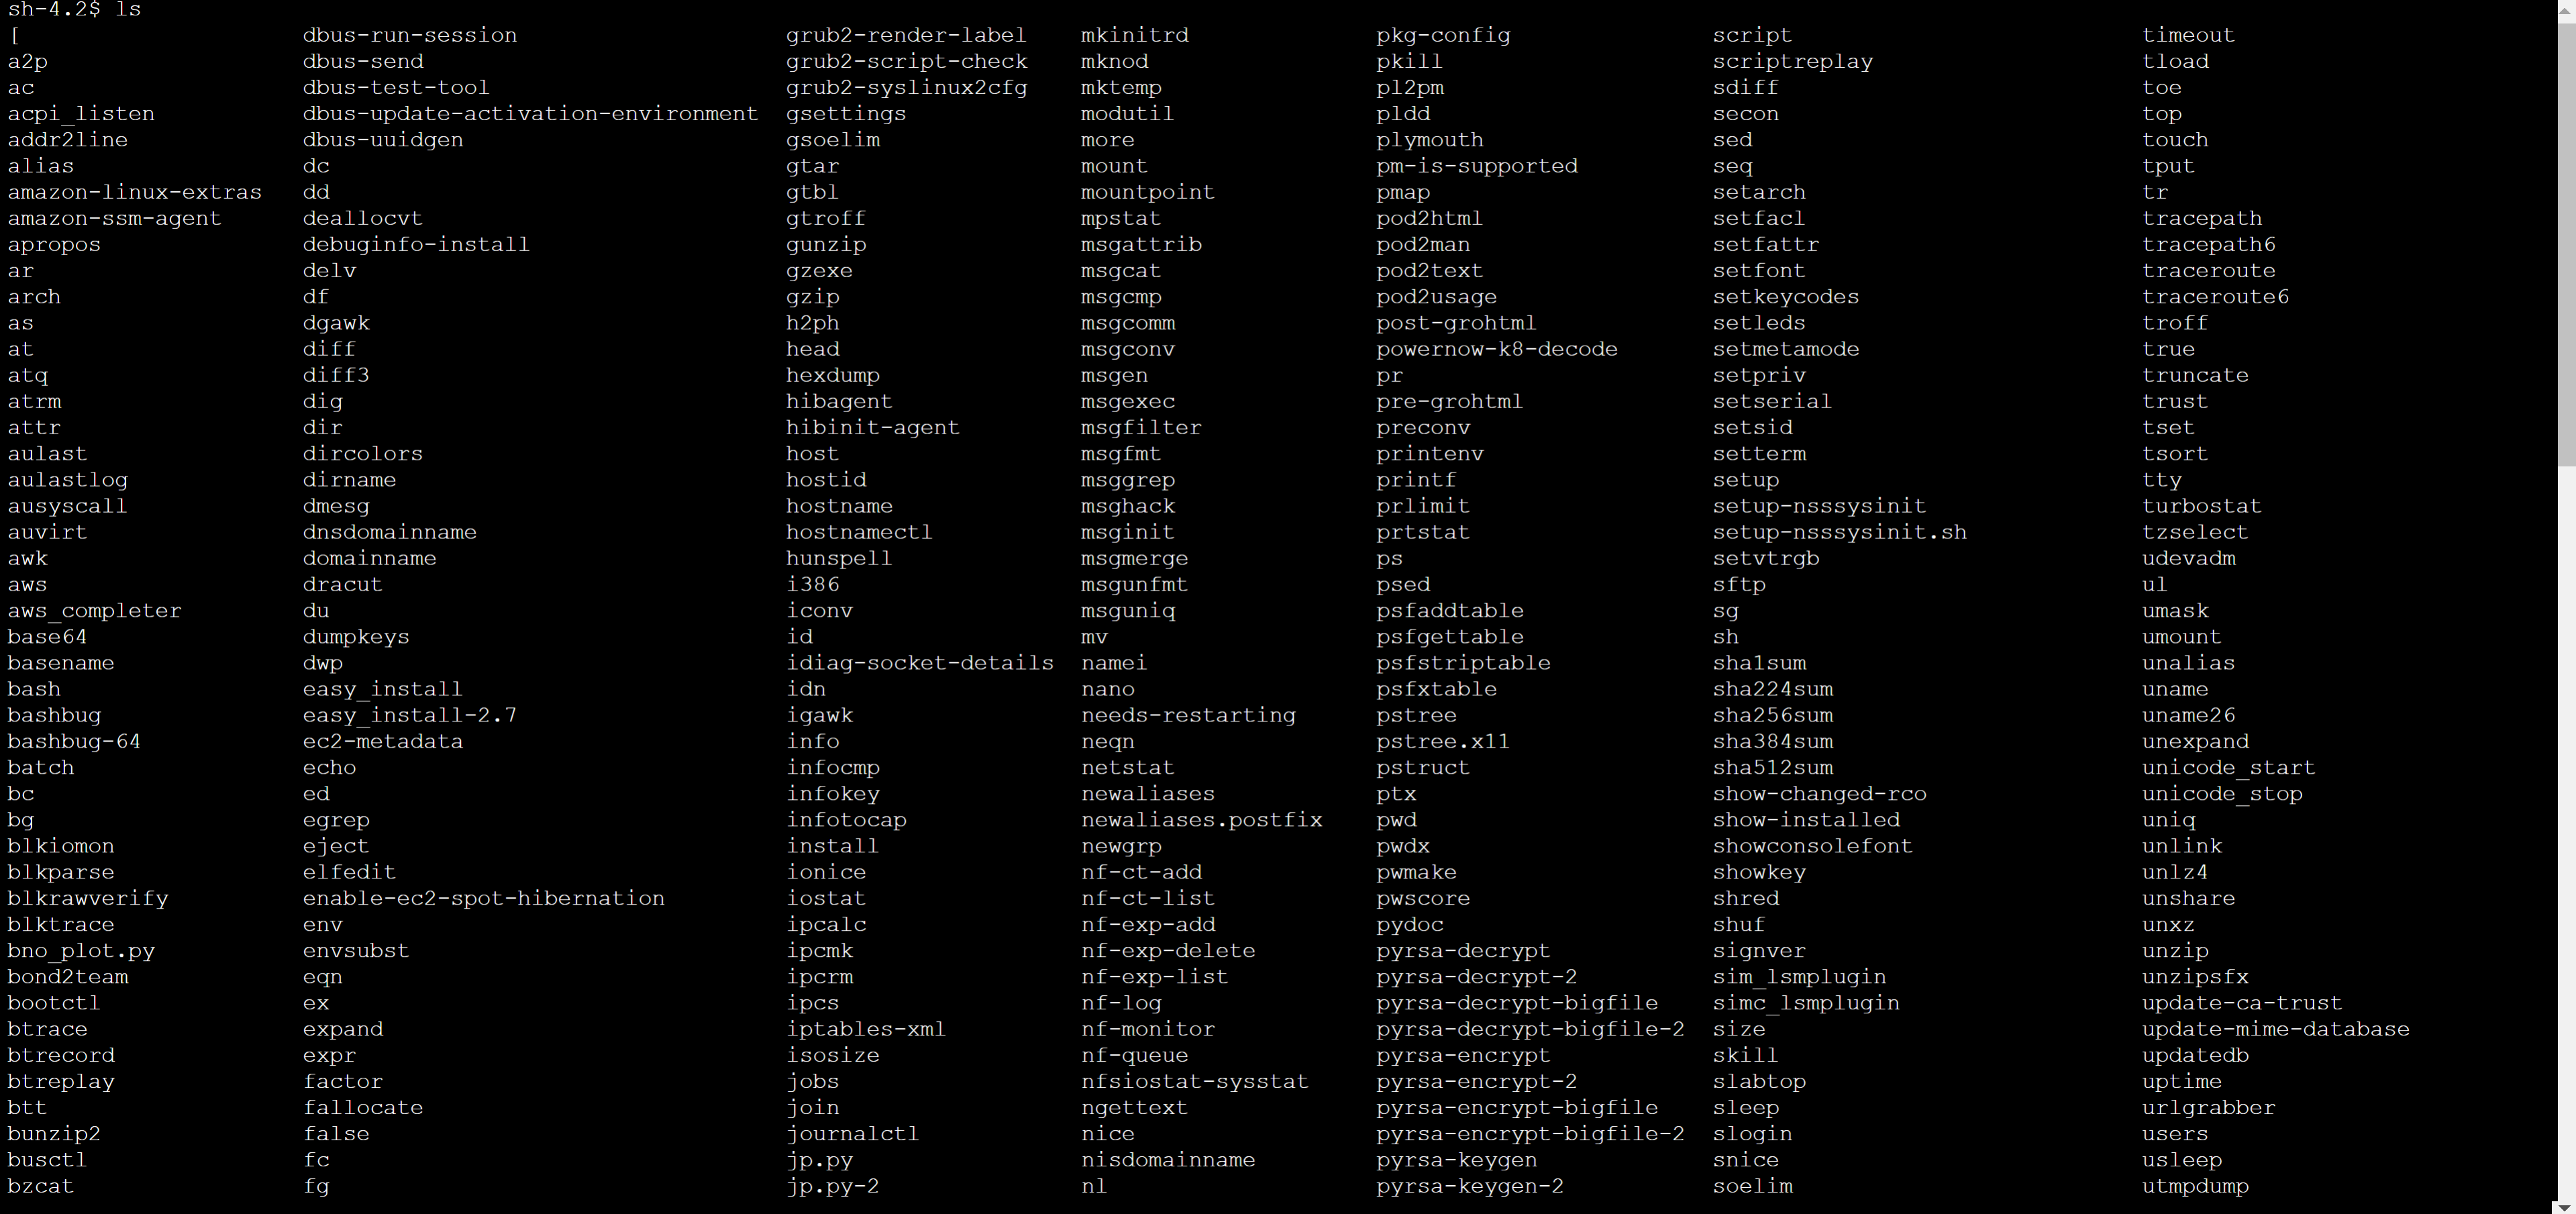 sh-4.2$ ls
[ dbus-run-session grub2-render-label mkinitrd pkg-config script timeout
a2p dbus-send grub2-script-check mknod pkill scriptreplay tload
ac dbus-test-tool grub2-syslinux2cfg mktemp pl2pm sdiff toe
acpi_listen dbus-update-activation-environment gsettings modutil pldd secon top
addr2line dbus-uuidgen gsoelim more plymouth sed touch
alias dc gtar mount pm-is-supported seq tput
amazon-linux-extras dd gtbl mountpoint pmap setarch tr
amazon-ssm-agent deallocvt gtroff mpstat pod2html setfacl tracepath
apropos debuginfo-install gunzip msgattrib pod2man setfattr tracepath6
ar delv gzexe msgcat pod2text setfont traceroute
arch df gzip msgcmp pod2usage setkeycodes traceroute6
as dgawk h2ph msgcomm post-grohtml setleds troff
at diff head msgconv powernow-k8-decode setmetamode true
atq diff3 hexdump msgen pr setpriv truncate
atrm dig hibagent msgexec pre-grohtml setserial trust
attr dir hibinit-agent msgfilter preconv setsid tset
aulast dircolors host msgfmt printenv setterm tsort
aulastlog dirname hostid msggrep printf setup tty
ausyscall dmesg hostname msghack prlimit setup-nsssysinit turbostat
auvirt dnsdomainname hostnamectl msginit prtstat setup-nsssysinit.sh tzselect
awk domainname hunspell msgmerge ps setvtrgb udevadm
aws dracut i386 msgunfmt psed sftp ul
aws_completer du iconv msguniq psfaddtable sg umask
base64 dumpkeys id mv psfgettable sh umount
basename dwp idiag-socket-details namei psfstriptable sha1sum unalias
bash easy_install idn nano psfxtable sha224sum uname
bashbug easy_install-2.7 igawk needs-restarting pstree sha256sum uname26
bashbug-64 ec2-metadata info neqn pstree.x11 sha384sum unexpand
batch echo infocmp netstat pstruct sha512sum unicode_start
bc ed infokey newaliases ptx show-changed-rco unicode_stop
bg egrep infotocap newaliases.postfix pwd show-installed uniq
blkiomon eject install newgrp pwdx showconsolefont unlink
blkparse elfedit ionice nf-ct-add pwmake showkey unlz4
blkrawverify enable-ec2-spot-hibernation iostat nf-ct-list pwscore shred unshare
blktrace env ipcalc nf-exp-add pydoc shuf unxz
bno_plot.py envsubst ipcmk nf-exp-delete pyrsa-decrypt signver unzip
bond2team eqn ipcrm nf-exp-list pyrsa-decrypt-2 sim_lsmplugin unzipsfx
bootctl ex ipcs nf-log pyrsa-decrypt-bigfile simc_lsmplugin update-ca-trust
btrace expand iptables-xml nf-monitor pyrsa-decrypt-bigfile-2 size update-mime-database
btrecord expr isosize nf-queue pyrsa-encrypt skill updatedb
btreplay factor jobs nfsiostat-sysstat pyrsa-encrypt-2 slabtop uptime
btt fallocate join ngettext pyrsa-encrypt-bigfile sleep urlgrabber
bunzip2 false journalctl nice pyrsa-encrypt-bigfile-2 slogin users
busctl fc jp.py nisdomainname pyrsa-keygen snice usleep
bzcat fg jp.py-2 nl pyrsa-keygen-2 soelim utmpdump